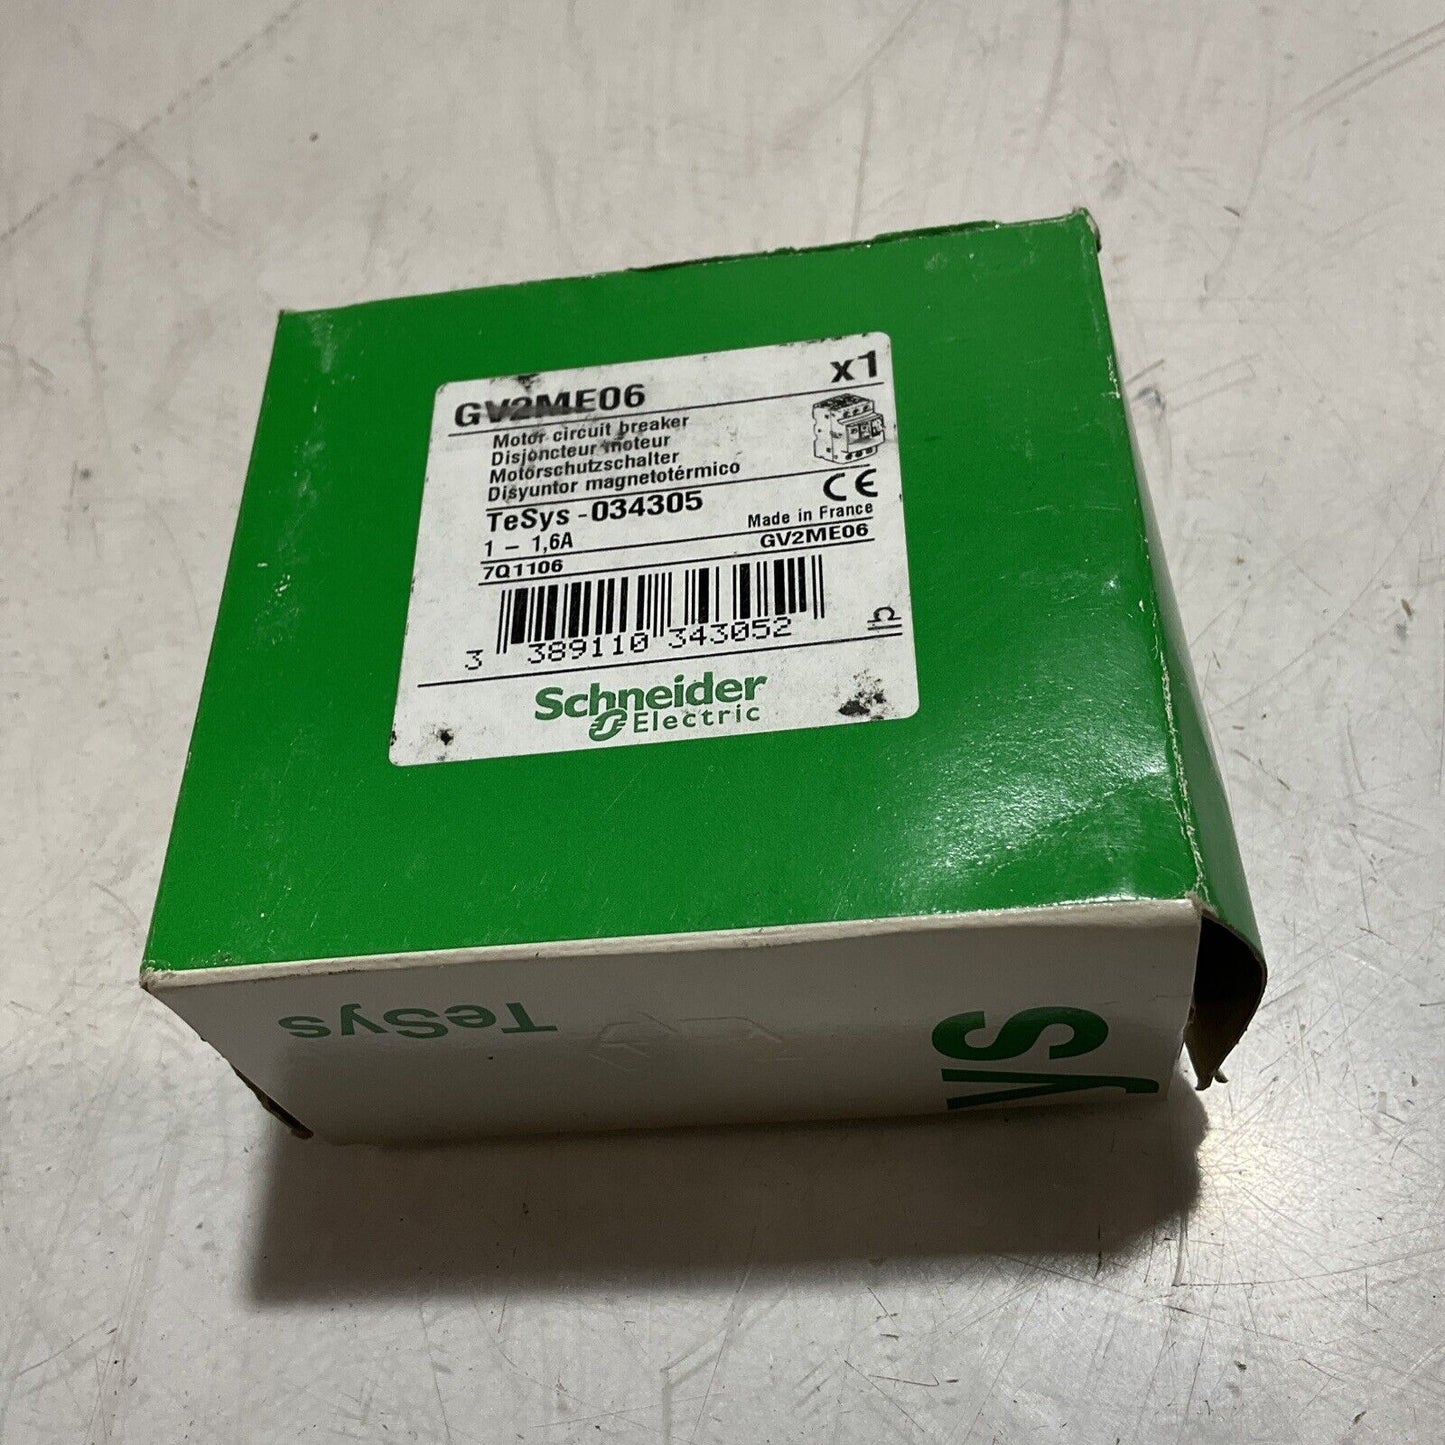 GV2ME06 x1
Motor circuit breaker
Disjoncteur moteur
Motorschutzschalter
Disyuntor magnetotérmico
CE
TeSys - 034305
Made in France
1 – 1,6A
GV2ME06
7Q1106
3 389110 343052
Schneider
Electric
TeSys
ys